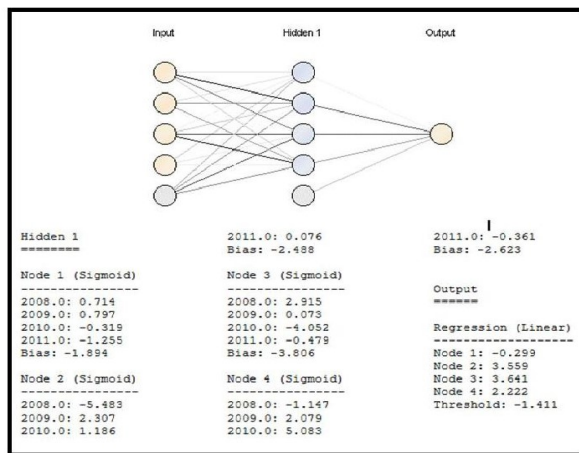 Input Hidden 1 Output
Hidden 1
========
Node 1 (Sigmoid)
----------------
2008.0: 0.714
2009.0: 0.797
2010.0: -0.319
2011.0: -1.255
Bias: -1.894
Node 2 (Sigmoid)
----------------
2008.0: -5.483
2009.0: 2.307
2010.0: 1.186
2011.0: 0.076
Bias: -2.488
Node 3 (Sigmoid)
----------------
2008.0: 2.915
2009.0: 0.073
2010.0: -4.052
2011.0: -0.479
Bias: -3.806
Node 4 (Sigmoid)
----------------
2008.0: -1.147
2009.0: 2.079
2010.0: 5.083
2011.0: -0.361
Bias: -2.623
Output
======
Regression (Linear)
-------------------
Node 1: -0.299
Node 2: 3.559
Node 3: 3.641
Node 4: 2.222
Threshold: -1.411